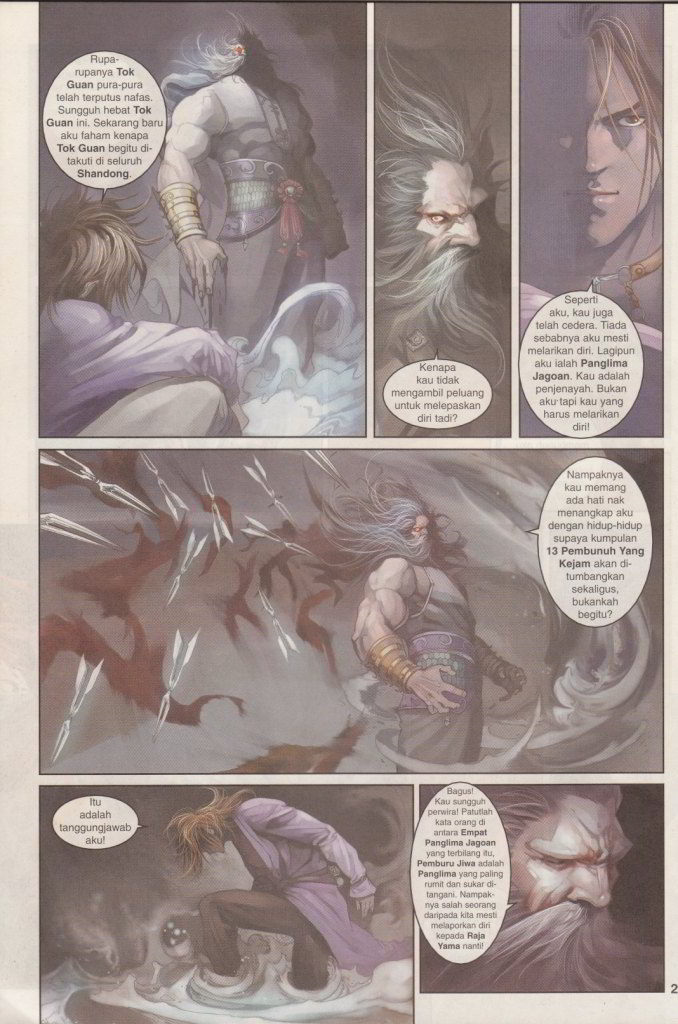 Rupa-
rupanya Tok
Guan pura-pura
telah terputus nafas.
Sungguh hebat Tok
Guan ini. Sekarang baru
aku faham kenapa
Tok Guan begitu di-
takuti di seluruh
Shandong.
Kenapa
kau tidak
mengambil peluang
untuk melepaskan
diri tadi?
Seperti
aku, kau juga
telah cedera. Tiada
sebabnya aku mesti
melarikan diri. Lagipun
aku ialah Panglima
Jagoan. Kau adalah
penjenayah. Bukan
aku tapi kau yang
harus melarikan
diri!
Nampaknya
kau memang
ada hati nak
menangkap aku
dengan hidup-hidup
supaya kumpulan
13 Pembunuh Yang
Kejam akan di-
tumbangkan
sekaligus,
bukankah
begitu?
Itu
adalah
tanggungjawab
aku!
Bagus!
Kau sungguh
perwira! Patutlah
kata orang di
antara Empat
Panglima Jagoan
yang terbilang itu,
Pemburu Jiwa adalah
Panglima yang paling
rumit dan sukar di-
tangani. Nampak-
nya salah seorang
daripada kita mesti
melaporkan diri
kepada Raja
Yama nanti!
2